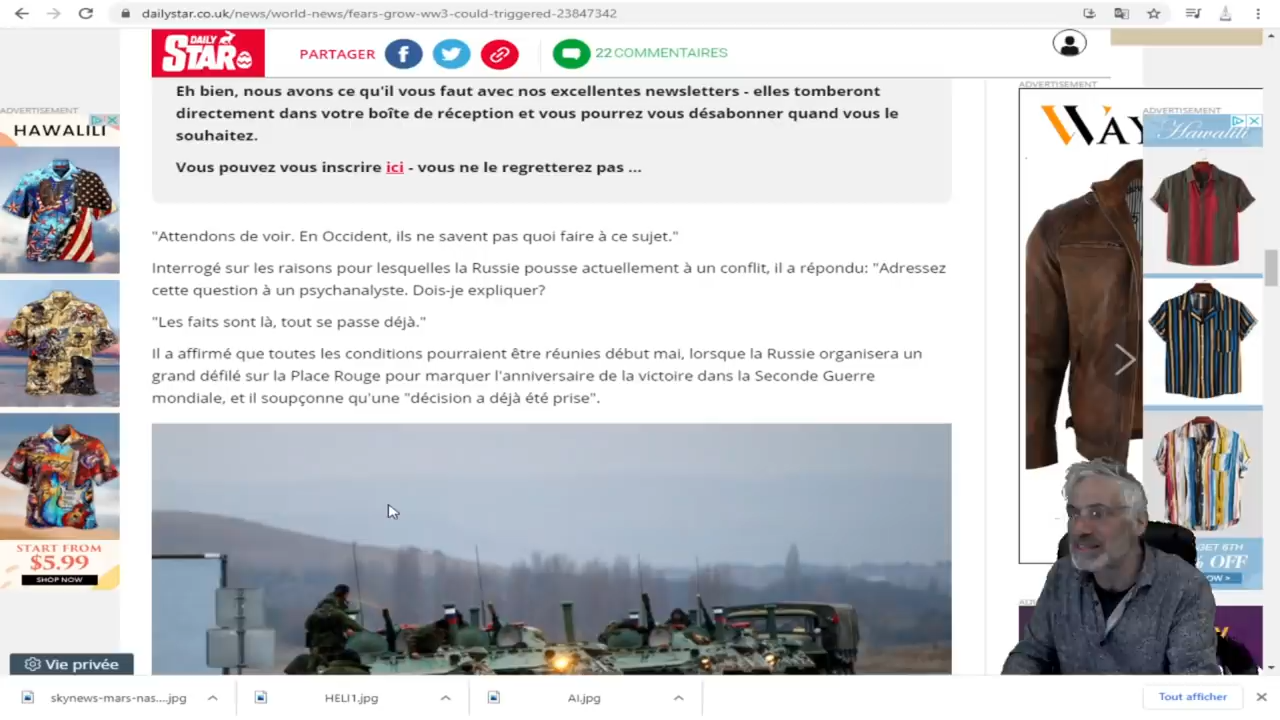 dailystar.co.uk/news/world-news/fears-grow-ww3-could-triggered-23847342
DAILY
STAR
PARTAGER
22 COMMENTAIRES
Eh bien, nous avons ce qu'il vous faut avec nos excellentes newsletters - elles tomberont
directement dans votre boîte de réception et vous pourrez vous désabonner quand vous le
souhaitez.
Vous pouvez vous inscrire ici - vous ne le regretterez pas ...
"Attendons de voir. En Occident, ils ne savent pas quoi faire à ce sujet."
Interrogé sur les raisons pour lesquelles la Russie pousse actuellement à un conflit, il a répondu: "Adressez
cette question à un psychanalyste. Dois-je expliquer?
"Les faits sont là, tout se passe déjà."
Il a affirmé que toutes les conditions pourraient être réunies début mai, lorsque la Russie organisera un
grand défilé sur la Place Rouge pour marquer l'anniversaire de la victoire dans la Seconde Guerre
mondiale, et il soupçonne qu'une "décision a déjà été prise".
ADVERTISEMENT
HAWALILI
START FROM
$5.99
SHOP NOW
ADVERTISEMENT
WAY
ADVERTISEMENT
Hawalili
GET 6TH
% OFF
Vie privée
skynews-mars-nas....jpg
HELI1.jpg
AI.jpg
Tout afficher